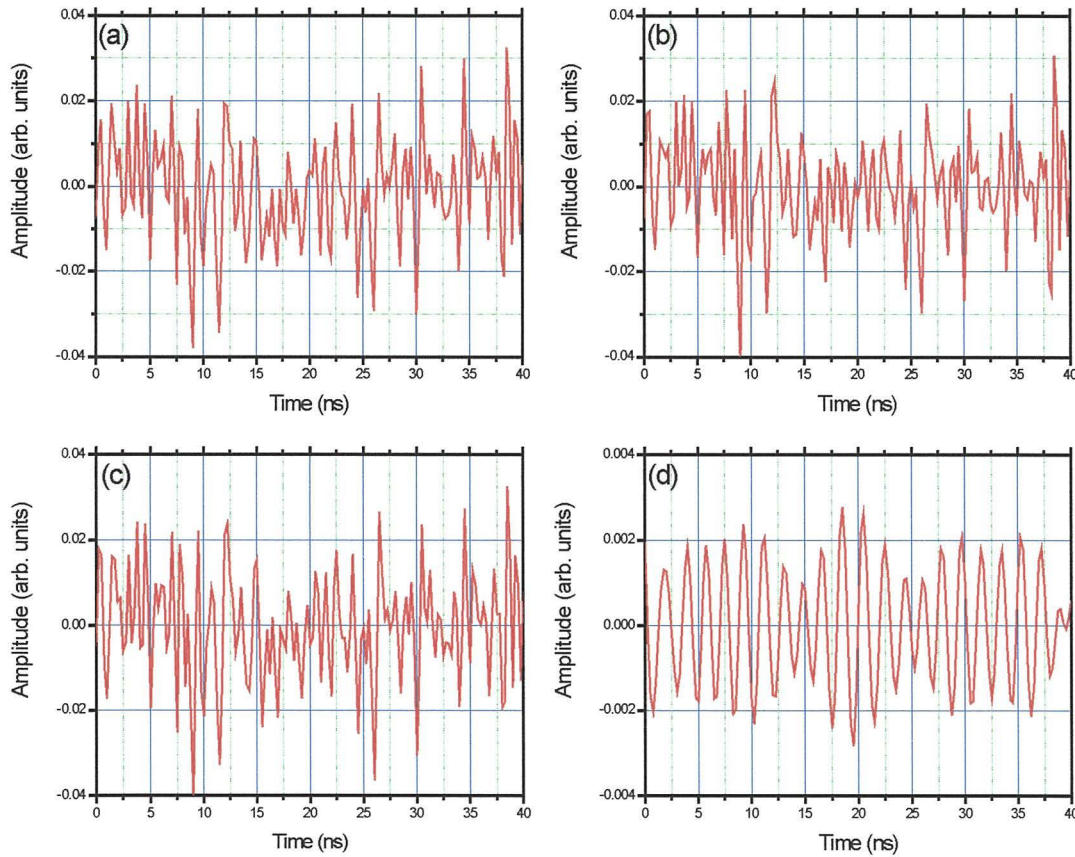 (a)
Amplitude (arb. units)
0.04
0.02
0.00
-0.02
-0.04
0 5 10 15 20 25 30 35 40
Time (ns)
(b)
Amplitude (arb. units)
0.04
0.02
0.00
-0.02
-0.04
0 5 10 15 20 25 30 35 40
Time (ns)
(c)
Amplitude (arb. units)
0.04
0.02
0.00
-0.02
-0.04
0 5 10 15 20 25 30 35 40
Time (ns)
(d)
Amplitude (arb. units)
0.004
0.002
0.000
-0.002
-0.004
0 5 10 15 20 25 30 35 40
Time (ns)